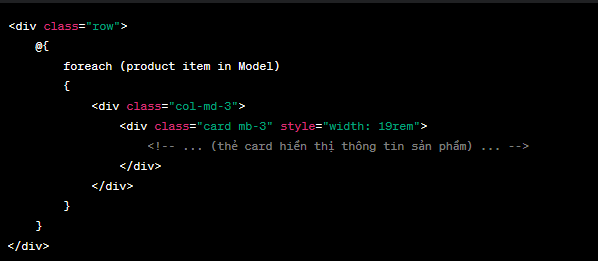 <div class="row">
    @{
        foreach (product item in Model)
        {
            <div class="col-md-3">
                <div class="card mb-3" style="width: 19rem">
                    <!-- ... (thẻ card hiển thị thông tin sản phẩm) ... -->
                </div>
            </div>
        }
    }
</div>